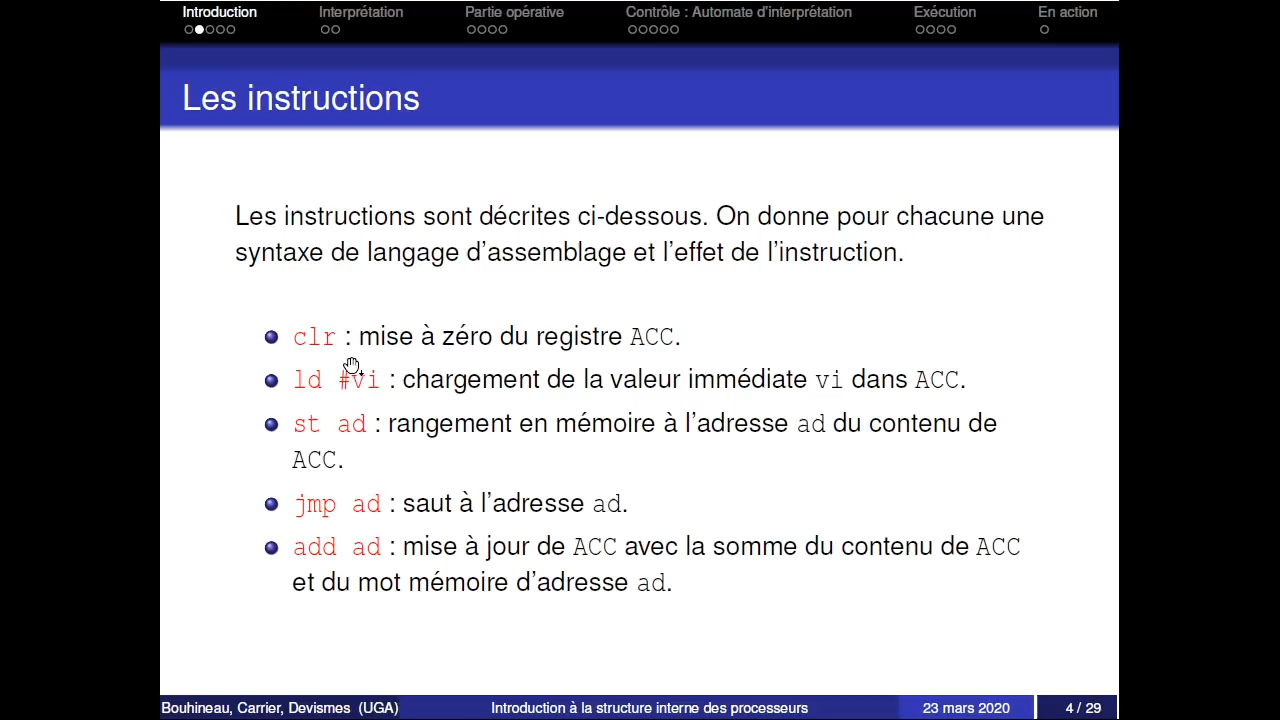 Introduction Interprétation Partie opérative Contrôle : Automate d'interprétation Exécution En action
Les instructions
Les instructions sont décrites ci-dessous. On donne pour chacune une
syntaxe de langage d'assemblage et l'effet de l'instruction.
clr : mise à zéro du registre ACC.
ld #vi : chargement de la valeur immédiate vi dans ACC.
st ad : rangement en mémoire à l'adresse ad du contenu de
ACC.
jmp ad : saut à l'adresse ad.
add ad : mise à jour de ACC avec la somme du contenu de ACC
et du mot mémoire d'adresse ad.
Bouhineau, Carrier, Devismes (UGA) Introduction à la structure interne des processeurs 23 mars 2020 4 / 29